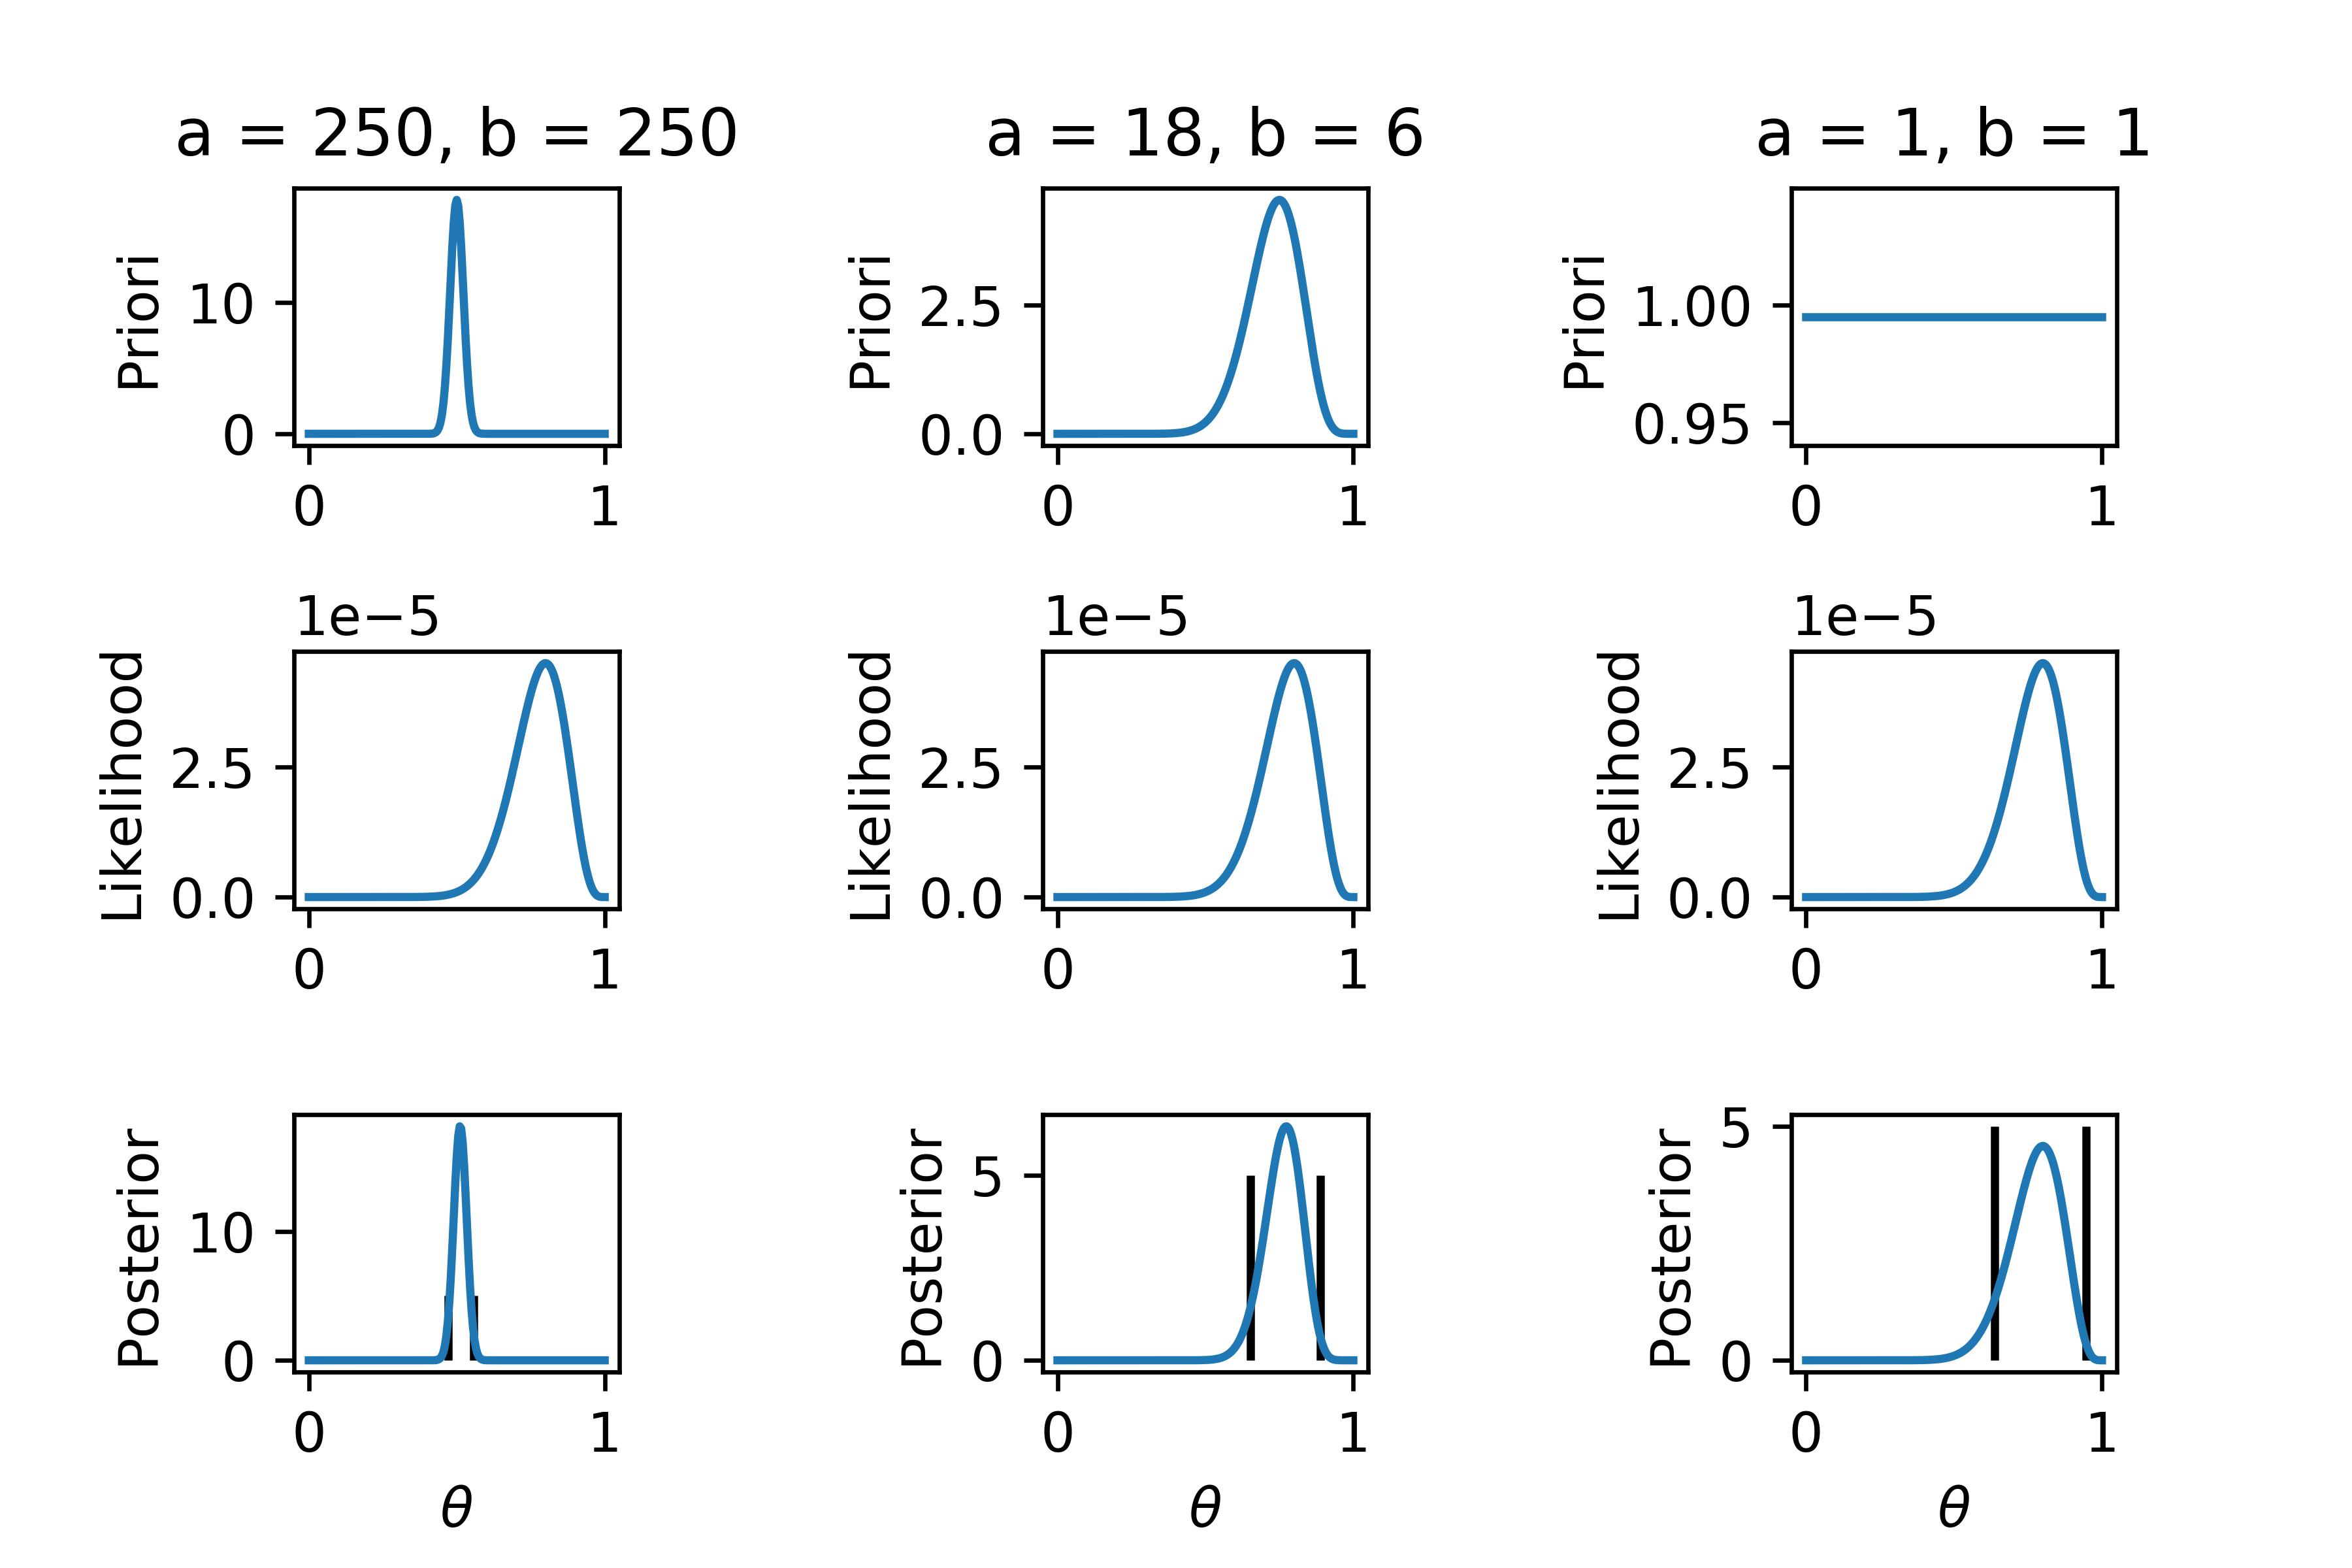 a = 250, b = 250
Priori
10
0
0 1
a = 18, b = 6
Priori
2.5
0.0
0 1
a = 1, b = 1
Priori
1.00
0.95
0 1
1e−5
Likelihood
2.5
0.0
0 1
1e−5
Likelihood
2.5
0.0
0 1
1e−5
Likelihood
2.5
0.0
0 1
Posterior
10
0
0 1
θ
Posterior
5
0
0 1
θ
Posterior
5
0
0 1
θ